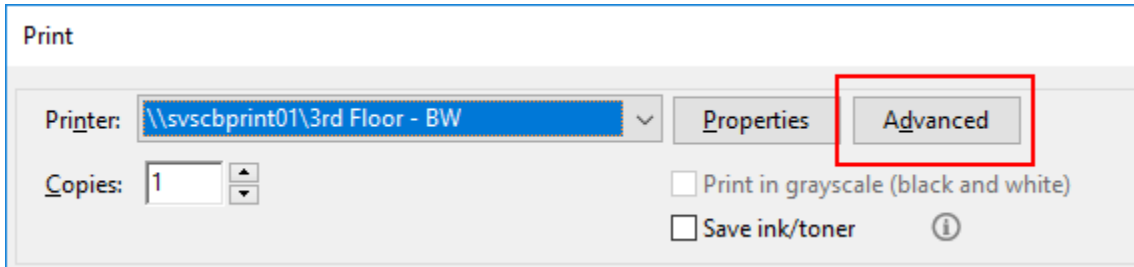 Print
Printer: \\svscbprint01\3rd Floor - BW Properties Advanced
Copies: 1 Print in grayscale (black and white)
Save ink/toner